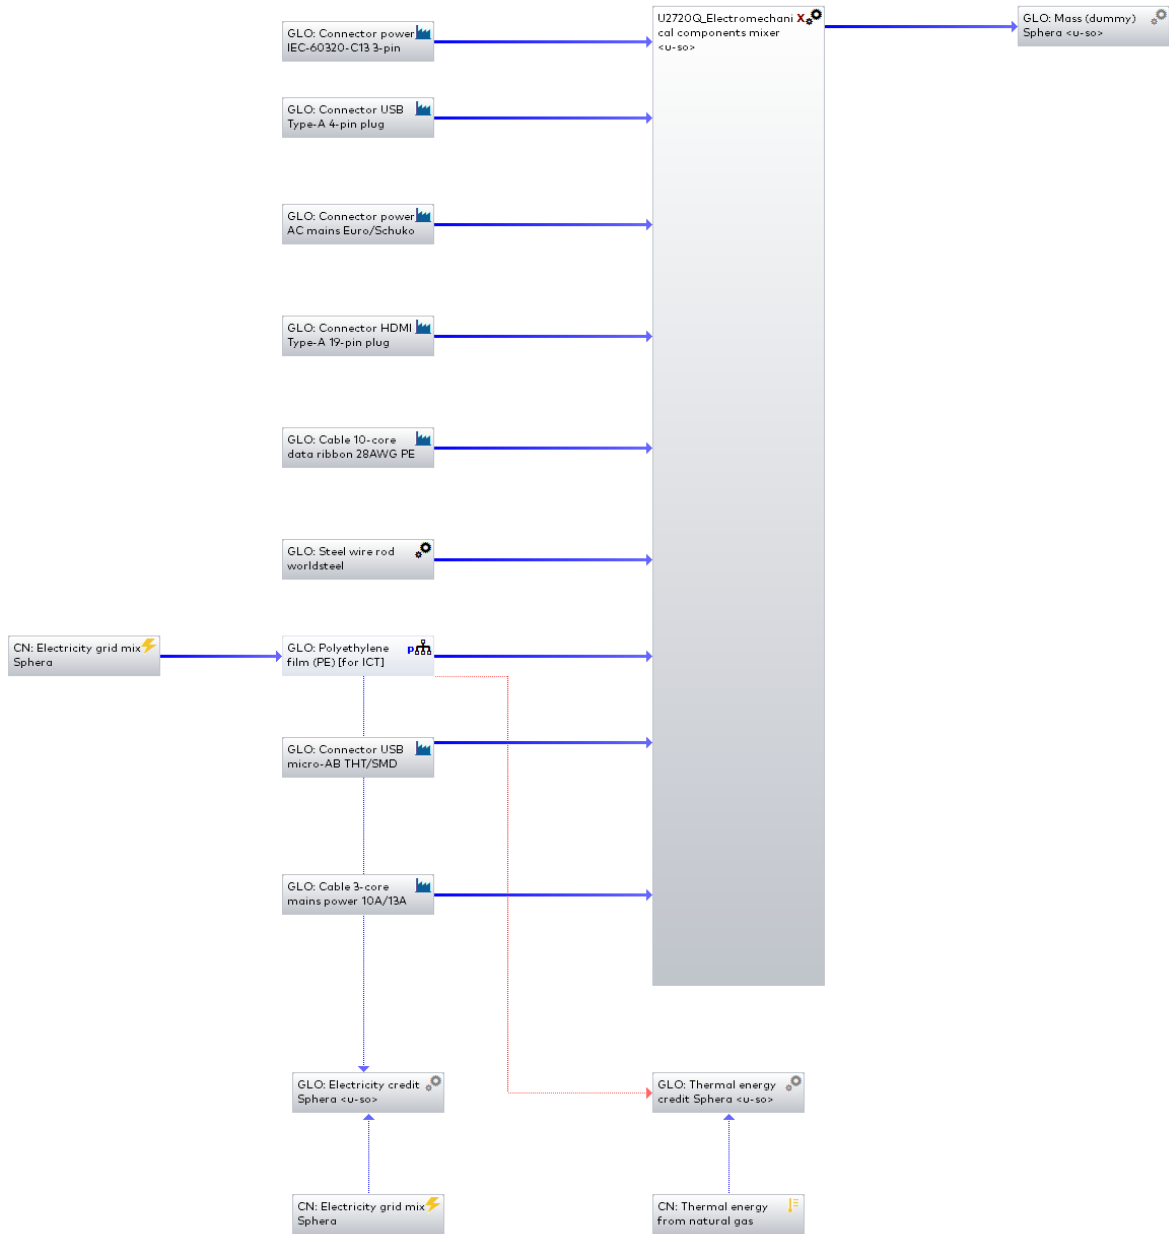 GLO: Connector power
IEC-60320-C13 3-pin
U2720Q_Electromechani X
cal components mixer
<u-so>
GLO: Mass (dummy)
Sphera <u-so>
GLO: Connector USB
Type-A 4-pin plug
GLO: Connector power
AC mains Euro/Schuko
GLO: Connector HDMI
Type-A 19-pin plug
GLO: Cable 10-core
data ribbon 28AWG PE
GLO: Steel wire rod
worldsteel
CN: Electricity grid mix
Sphera
GLO: Polyethylene p
film (PE) [for ICT]
GLO: Connector USB
micro-AB THT/SMD
GLO: Cable 3-core
mains power 10A/13A
GLO: Electricity credit
Sphera <u-so>
GLO: Thermal energy
credit Sphera <u-so>
CN: Electricity grid mix
Sphera
CN: Thermal energy
from natural gas